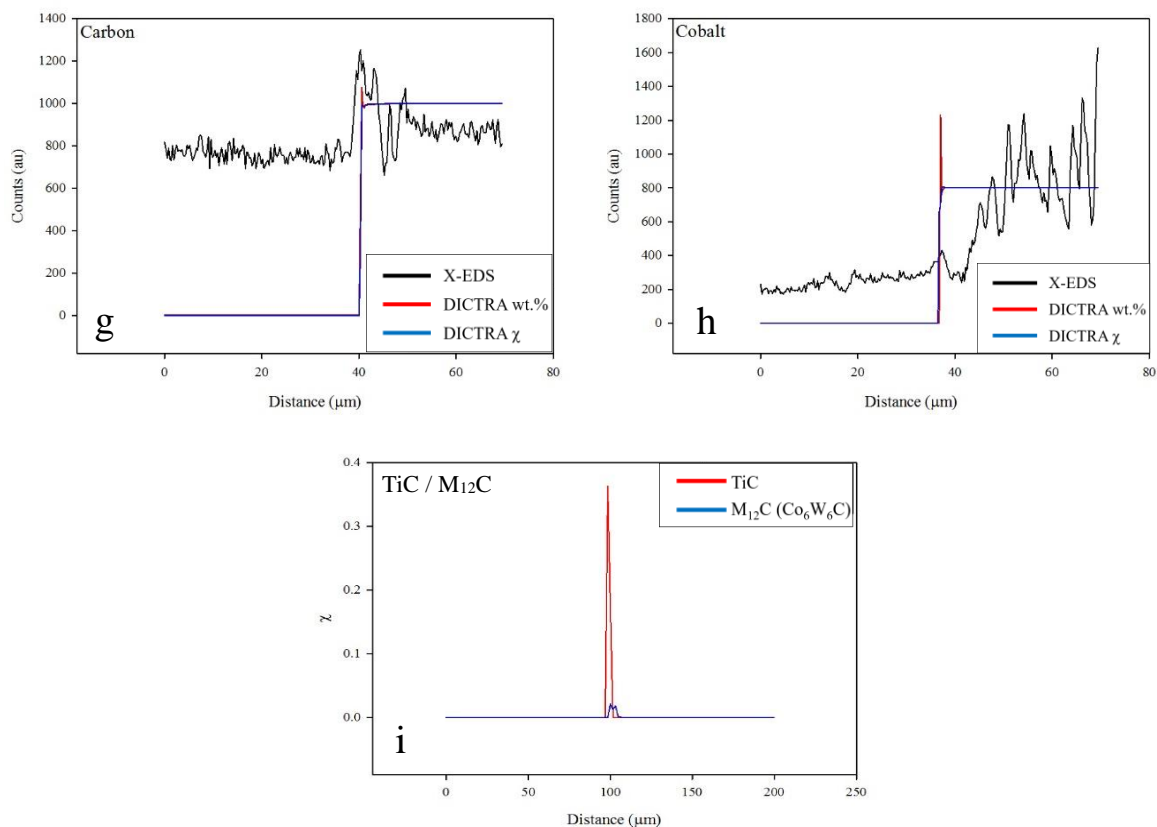 Carbon
1400
1200
1000
800
600
400
200
0
Counts (au)
X-EDS
DICTRA wt.%
DICTRA χ
g
0 20 40 60 80
Distance (μm)
Cobalt
1800
1600
1400
1200
1000
800
600
400
200
0
Counts (au)
X-EDS
DICTRA wt.%
DICTRA χ
h
0 20 40 60 80
Distance (μm)
TiC / M₁₂C
0.4
0.3
0.2
0.1
0.0
χ
TiC
M₁₂C (Co₆W₆C)
i
0 50 100 150 200 250
Distance (μm)